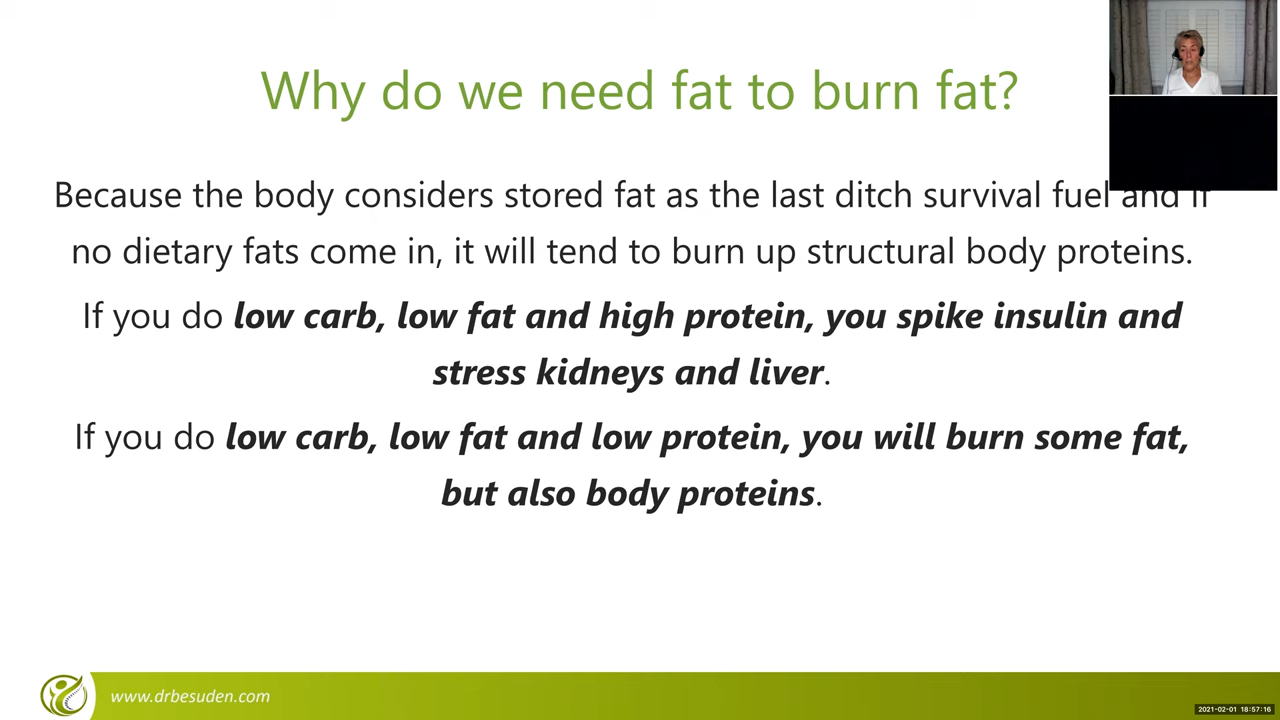 Why do we need fat to burn fat?
Because the body considers stored fat as the last ditch survival fuel and if
no dietary fats come in, it will tend to burn up structural body proteins.
If you do low carb, low fat and high protein, you spike insulin and
stress kidneys and liver.
If you do low carb, low fat and low protein, you will burn some fat,
but also body proteins.
www.drbesuden.com
2021-02-01 18:57:16